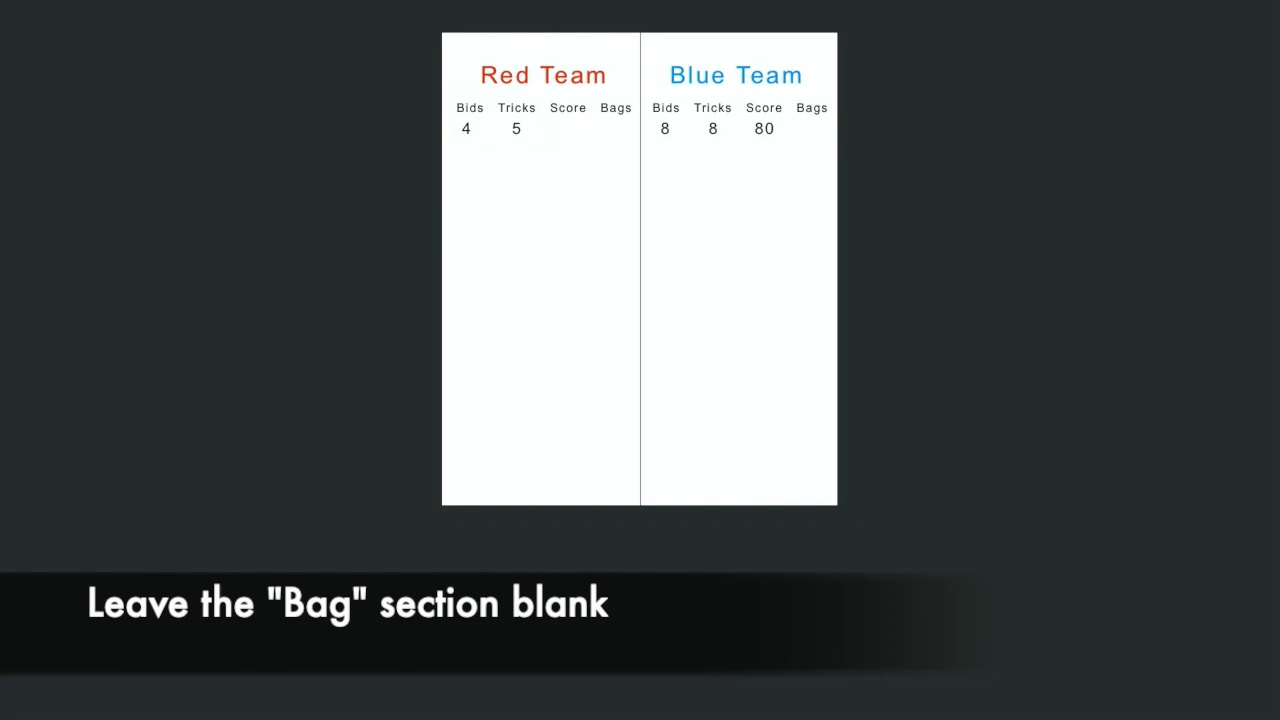 Red Team
Bids Tricks Score Bags
4 5
Blue Team
Bids Tricks Score Bags
8 8 80
Leave the "Bag" section blank